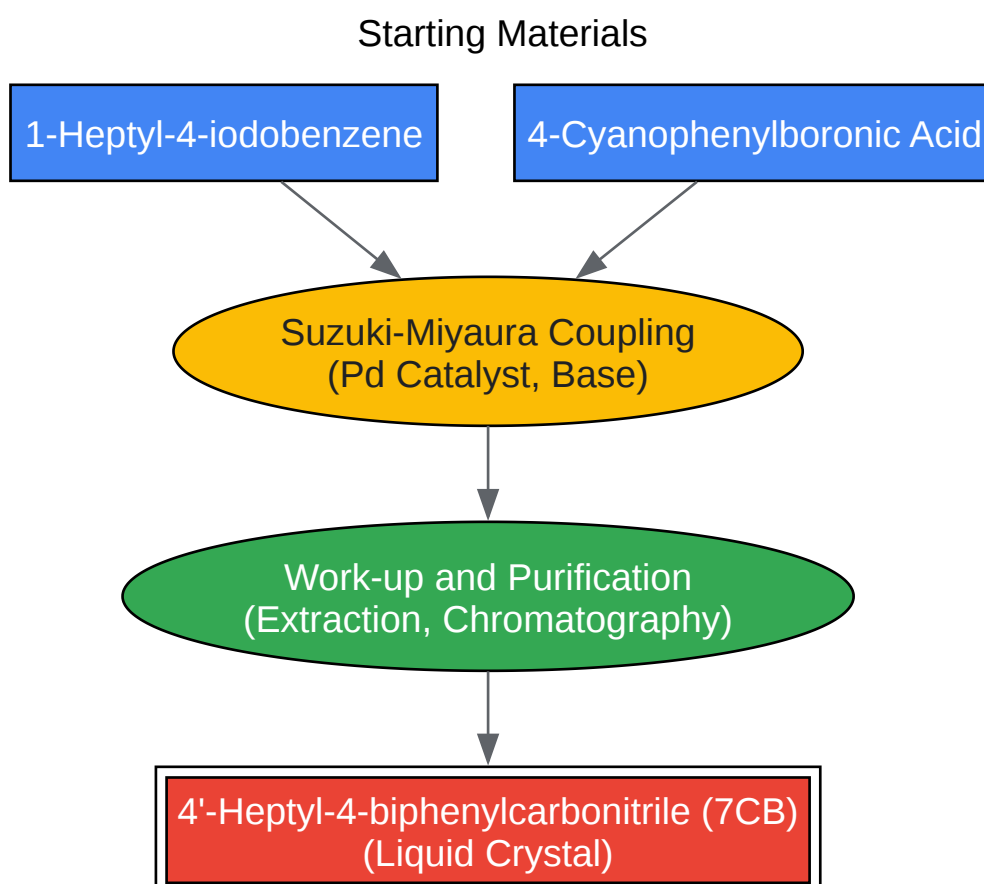 Starting Materials
1-Heptyl-4-iodobenzene
4-Cyanophenylboronic Acid
Suzuki-Miyaura Coupling
(Pd Catalyst, Base)
Work-up and Purification
(Extraction, Chromatography)
4'-Heptyl-4-biphenylcarbonitrile (7CB)
(Liquid Crystal)